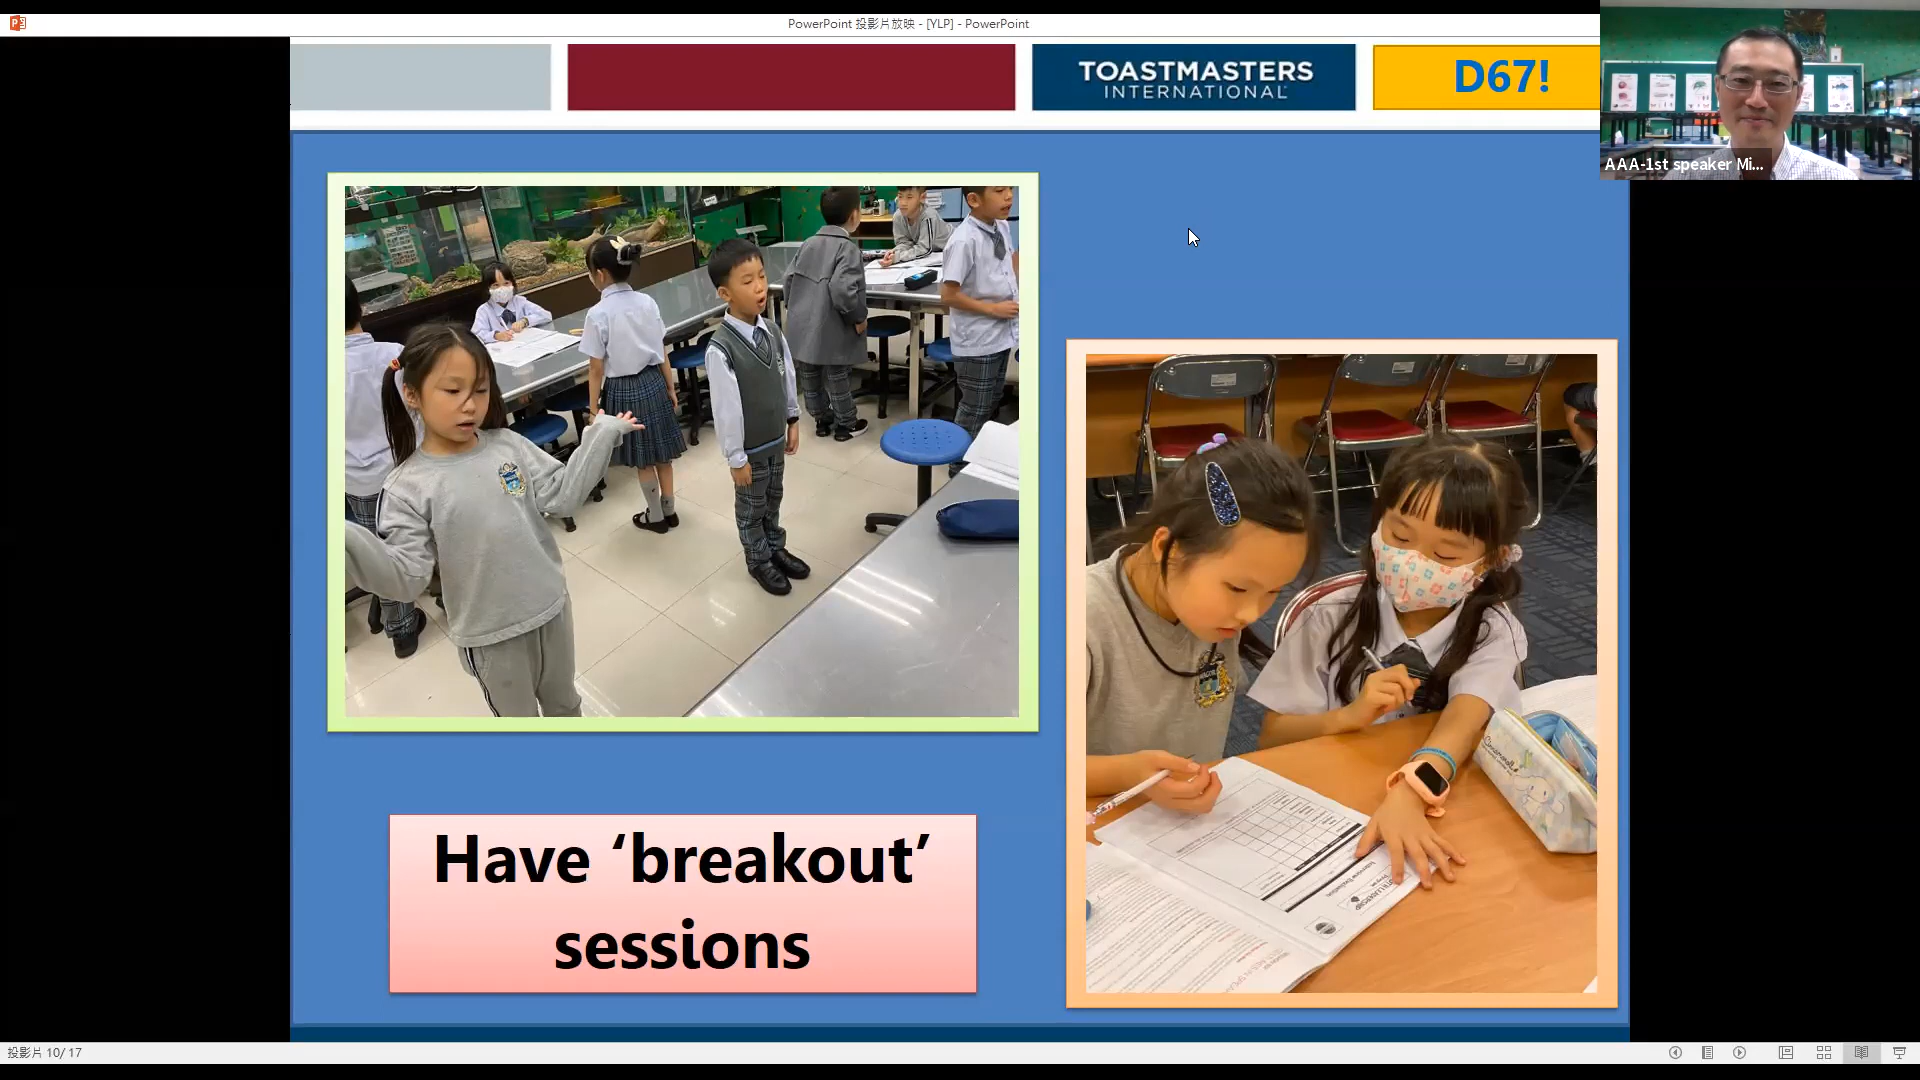 PowerPoint 投影片放映 - [YLP] - PowerPoint
TOASTMASTERS
INTERNATIONAL
D67!
AAA-1st speaker Mi...
Have ‘breakout’
sessions
投影片 10/ 17